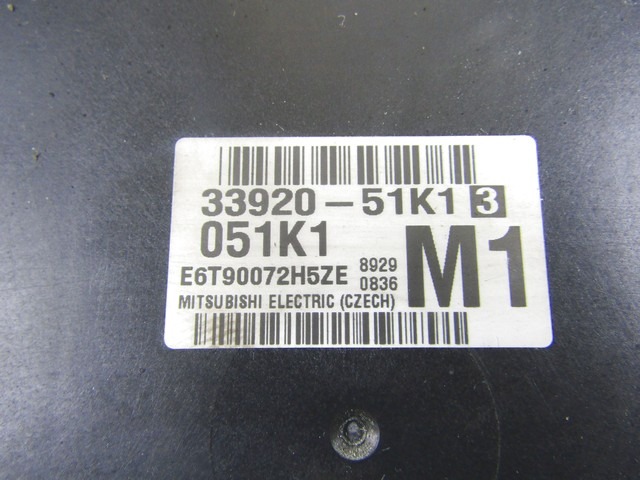 33920-51K1 3
051K1
E6T90072H5ZE 8929
0836
M1
MITSUBISHI ELECTRIC (CZECH)